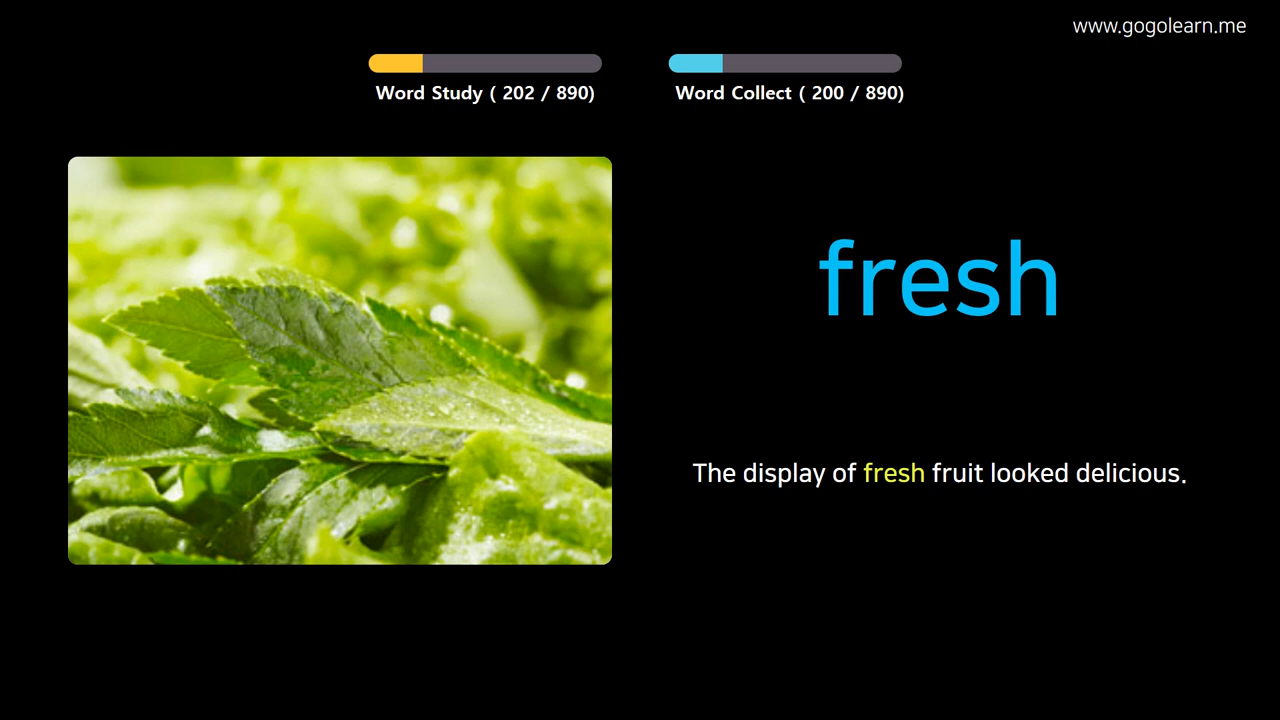 www.gogolearn.me
Word Study ( 202 / 890)
Word Collect ( 200 / 890)
fresh
The display of fresh fruit looked delicious.